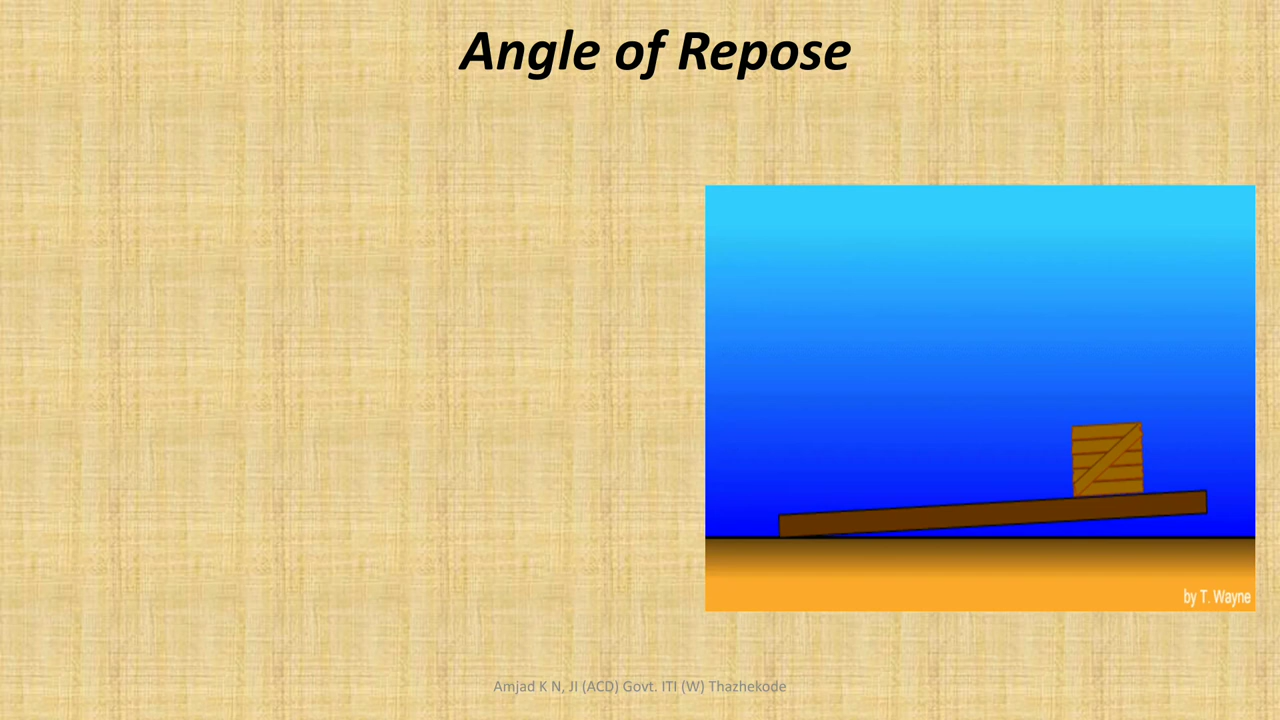 Angle of Repose
by T. Wayne
Amjad K N, JI (ACD) Govt. ITI (W) Thazhekode